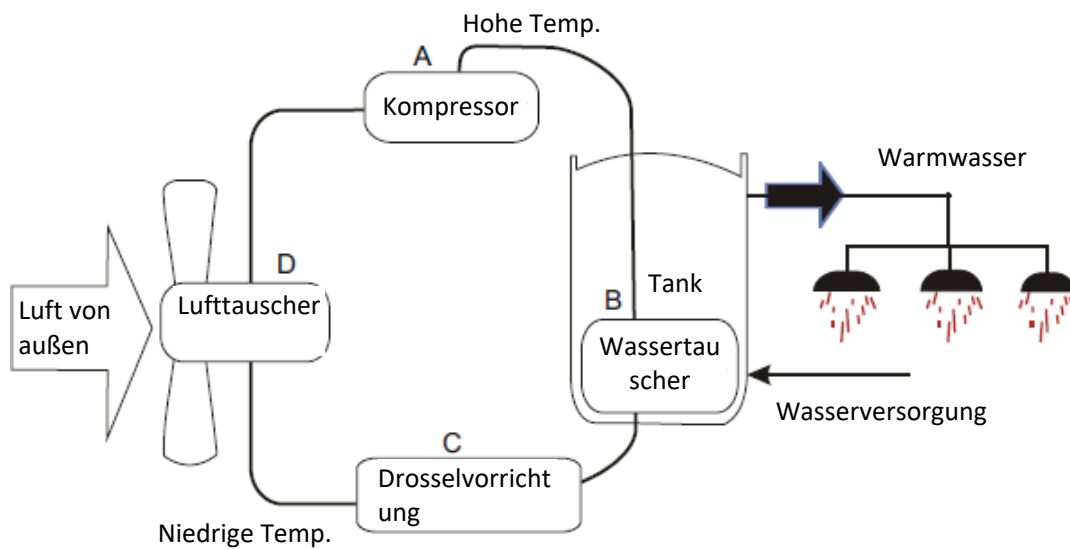 Hohe Temp.
A
Kompressor
Warmwasser
D
Lufttauscher
Luft von
außen
Tank
B
Wassertau
scher
Wasserversorgung
C
Drosselvorricht
ung
Niedrige Temp.